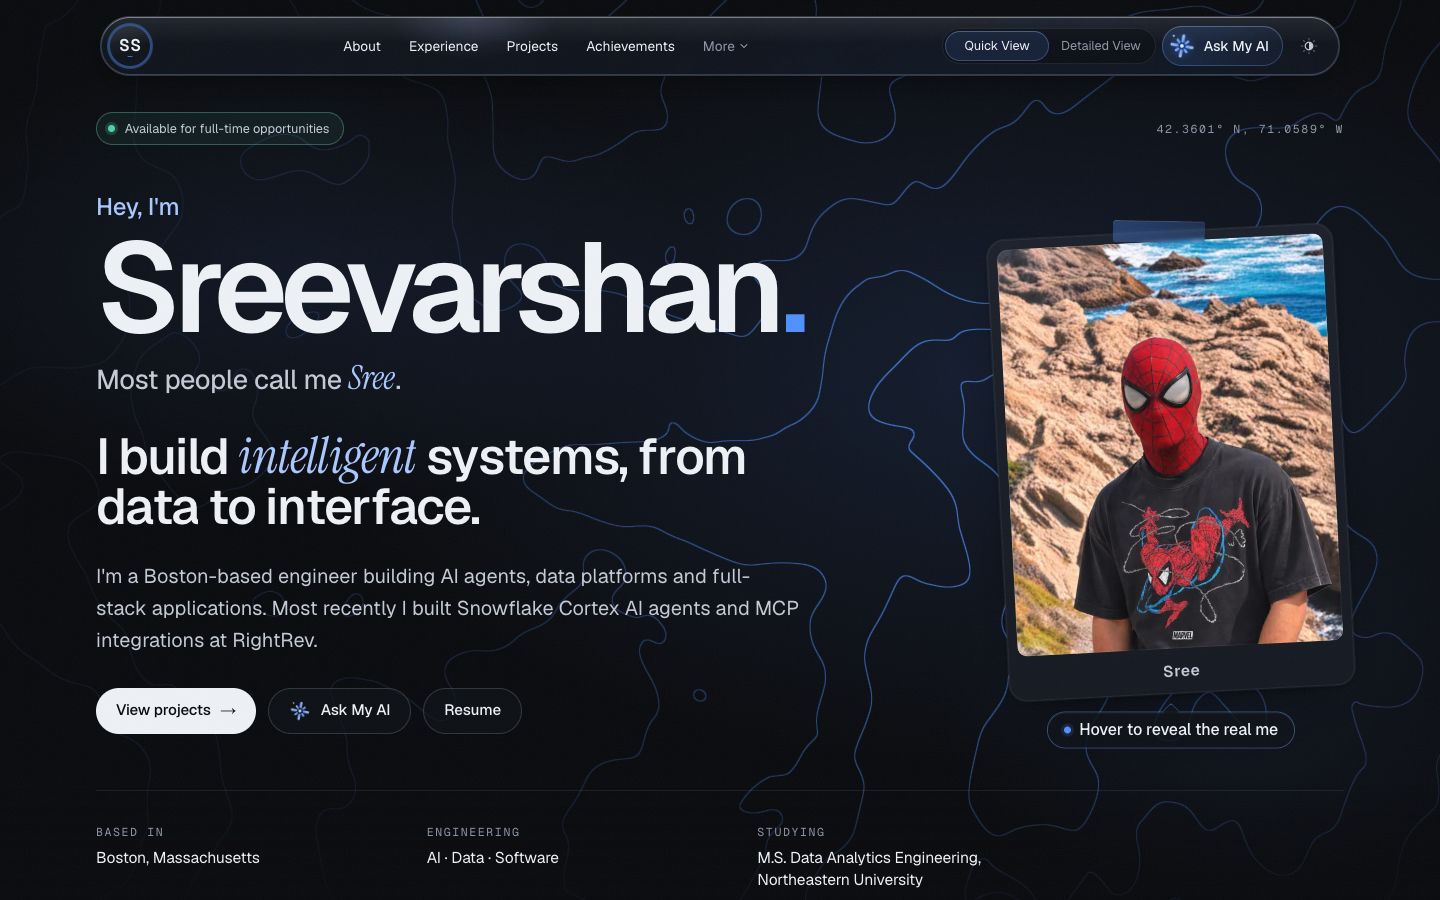 SS
About
Experience
Projects
Achievements
More
Quick View
Detailed View
Ask My AI
Available for full-time opportunities
42.3601° N, 71.0589° W
Hey, I'm
Sreevarshan.
Most people call me Sree.
I build intelligent systems, from
data to interface.
I'm a Boston-based engineer building AI agents, data platforms and full-
stack applications. Most recently I built Snowflake Cortex AI agents and MCP
integrations at RightRev.
View projects →
Ask My AI
Resume
MARVEL
Sree
Hover to reveal the real me
BASED IN
Boston, Massachusetts
ENGINEERING
AI · Data · Software
STUDYING
M.S. Data Analytics Engineering,
Northeastern University